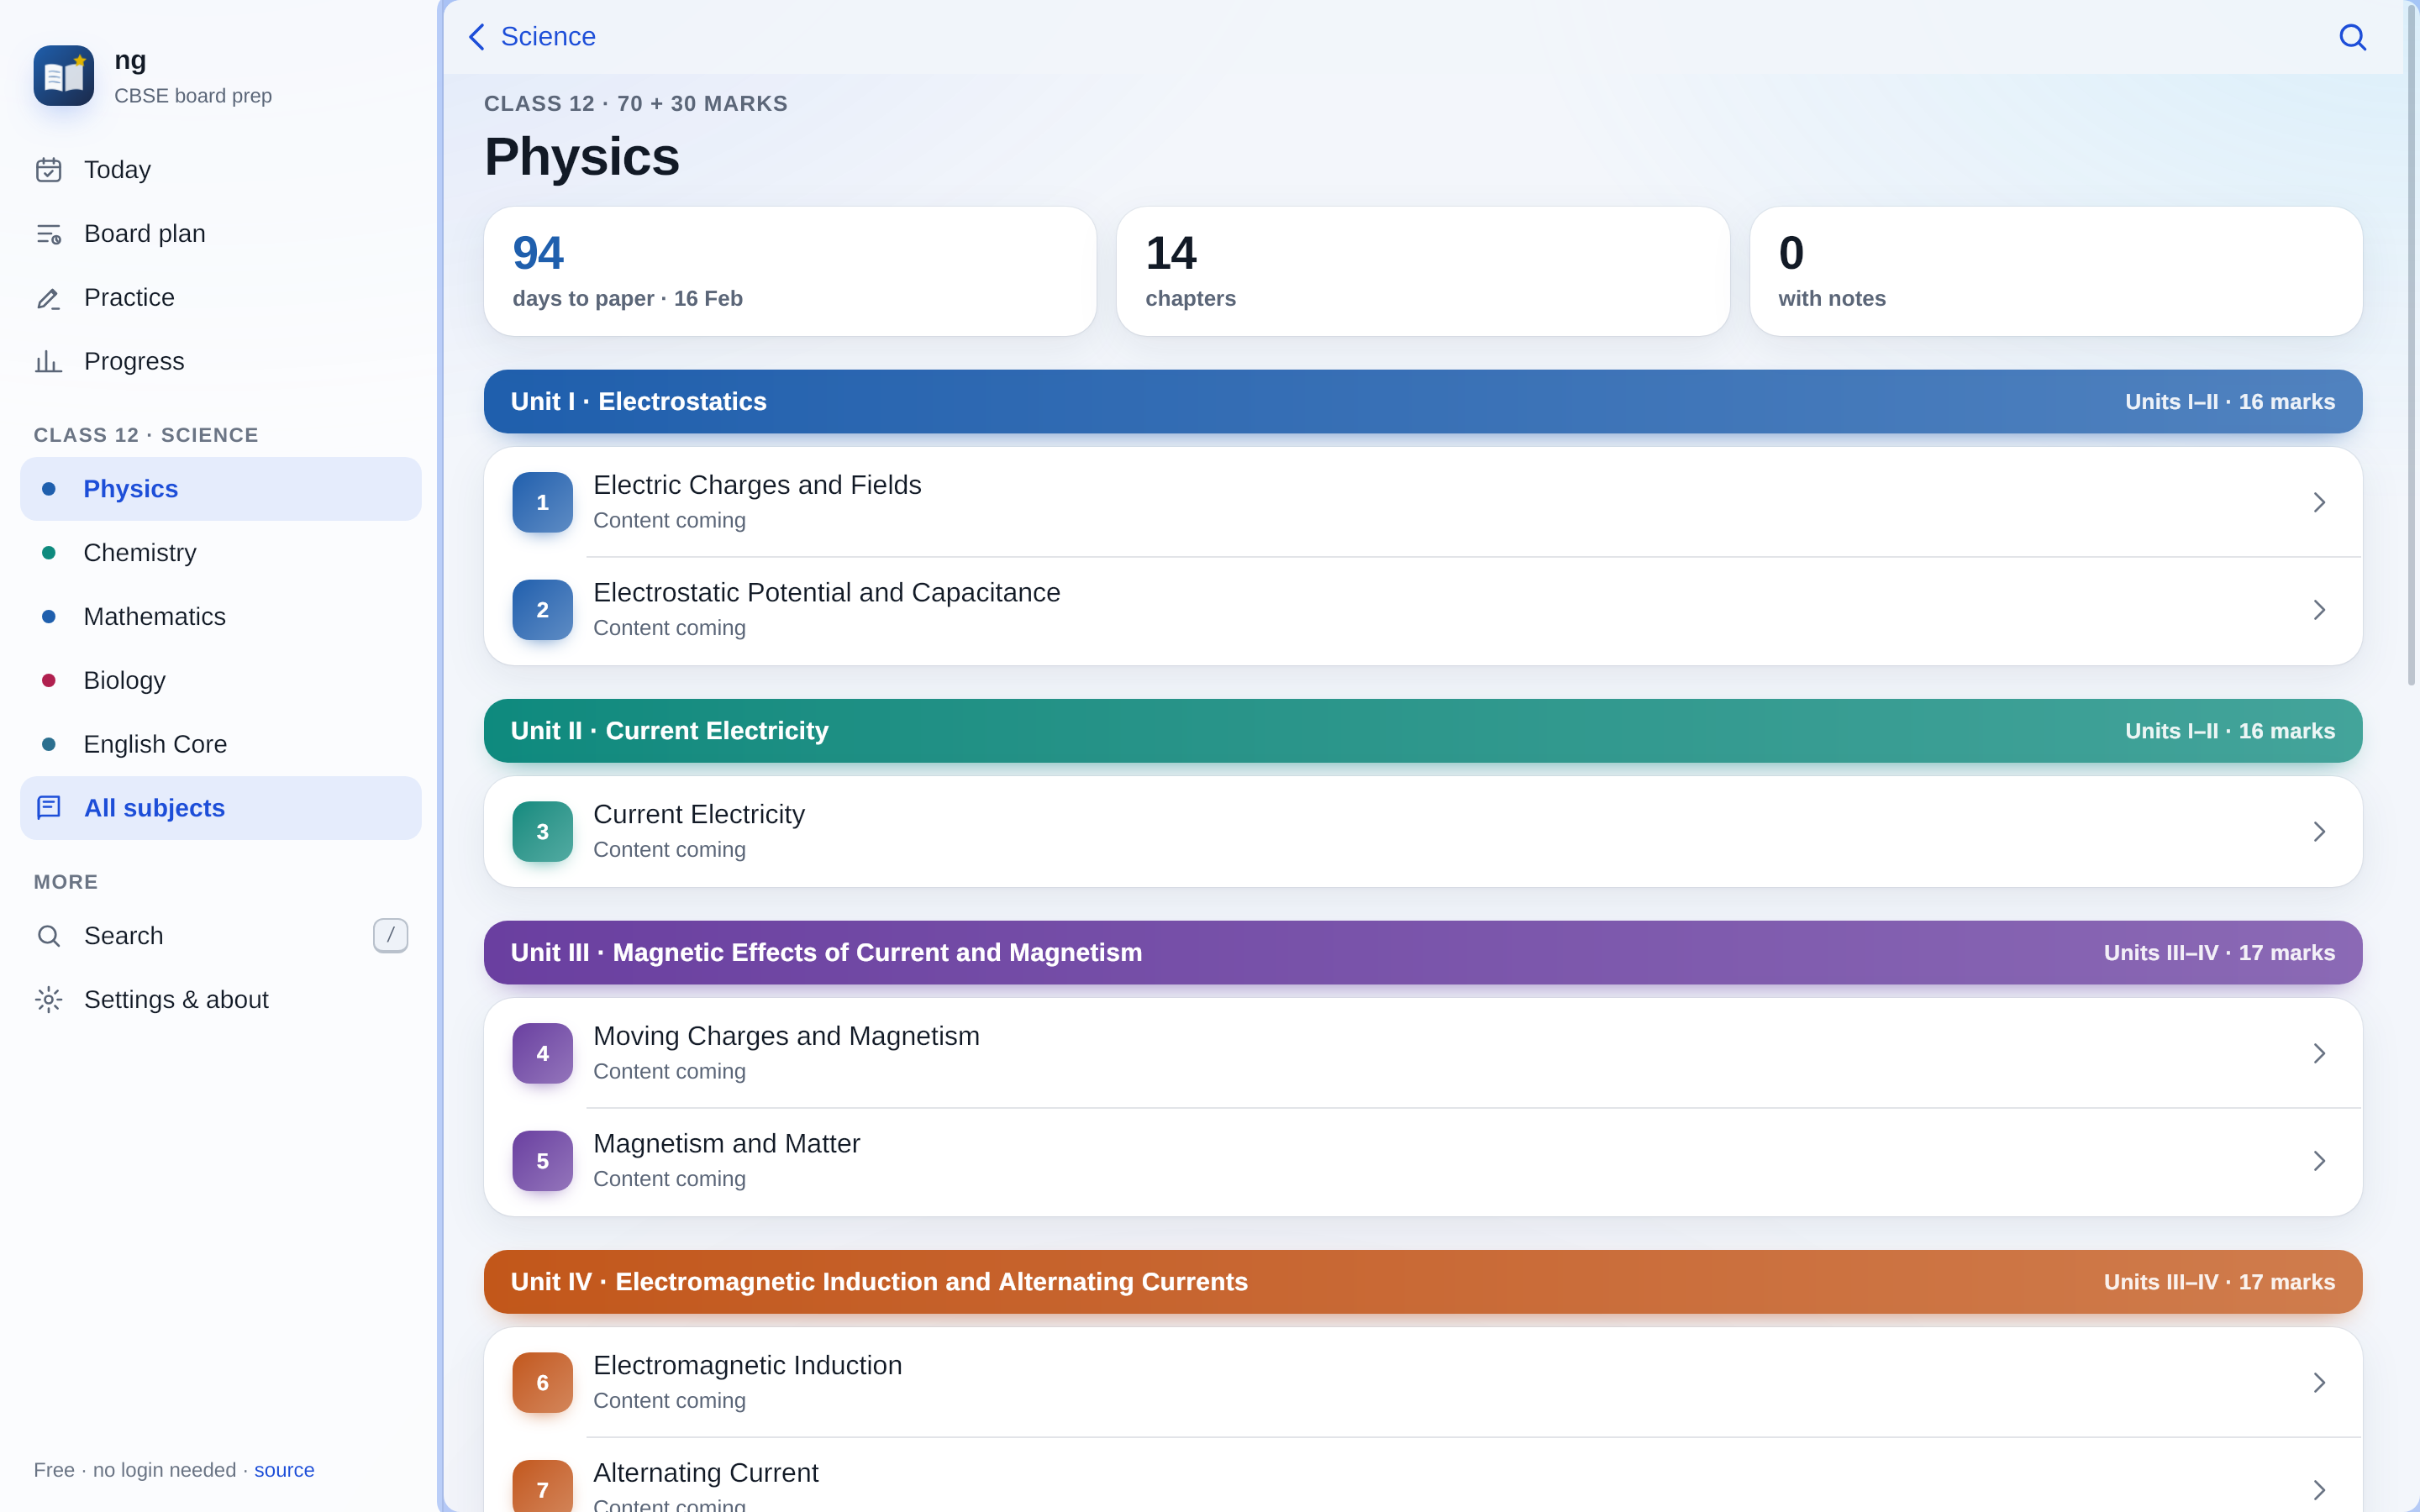 ng
CBSE board prep
Today
Board plan
Practice
Progress
CLASS 12 · SCIENCE
Physics
Chemistry
Mathematics
Biology
English Core
All subjects
MORE
Search /
Settings & about
Free · no login needed · source
Science
CLASS 12 · 70 + 30 MARKS
Physics
94
days to paper · 16 Feb
14
chapters
0
with notes
Unit I · Electrostatics Units I–II · 16 marks
1 Electric Charges and Fields
Content coming
2 Electrostatic Potential and Capacitance
Content coming
Unit II · Current Electricity Units I–II · 16 marks
3 Current Electricity
Content coming
Unit III · Magnetic Effects of Current and Magnetism Units III–IV · 17 marks
4 Moving Charges and Magnetism
Content coming
5 Magnetism and Matter
Content coming
Unit IV · Electromagnetic Induction and Alternating Currents Units III–IV · 17 marks
6 Electromagnetic Induction
Content coming
7 Alternating Current
Content coming